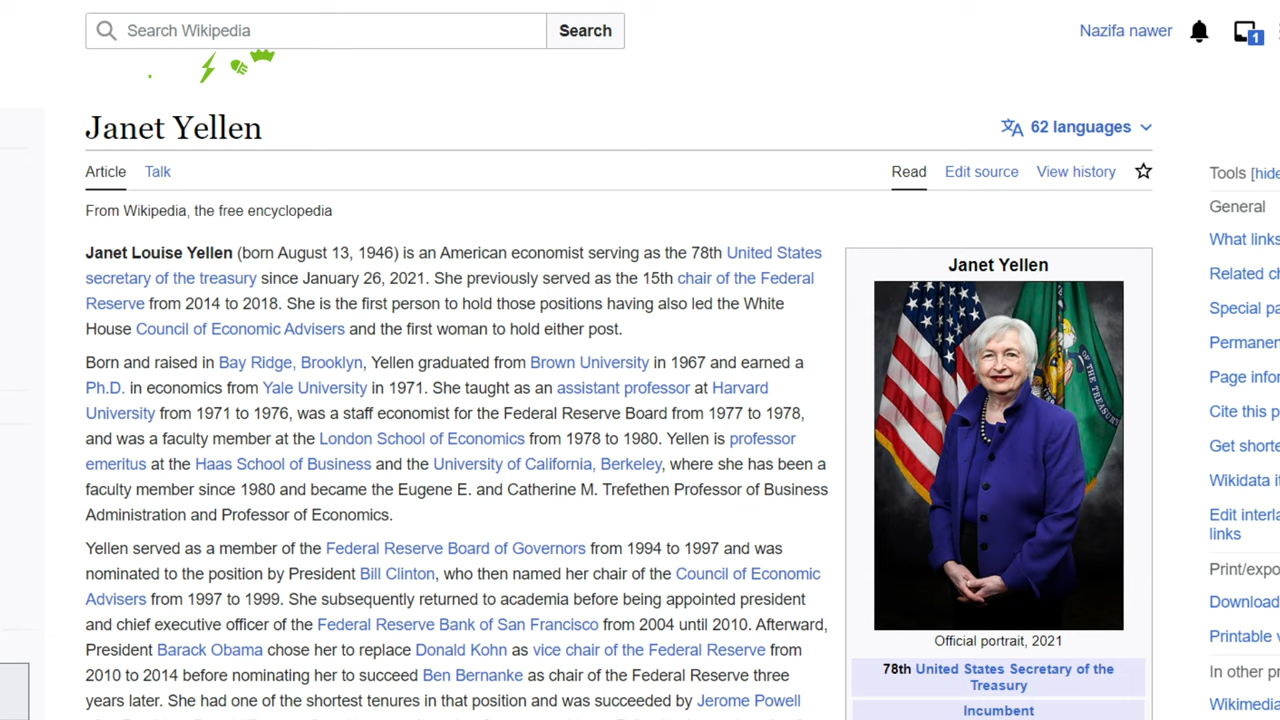 Search Wikipedia
Search
Nazifa nawer
1
Janet Yellen
62 languages
Article
Talk
Read
Edit source
View history
From Wikipedia, the free encyclopedia
Janet Louise Yellen (born August 13, 1946) is an American economist serving as the 78th United States
secretary of the treasury since January 26, 2021. She previously served as the 15th chair of the Federal
Reserve from 2014 to 2018. She is the first person to hold those positions having also led the White
House Council of Economic Advisers and the first woman to hold either post.
Born and raised in Bay Ridge, Brooklyn, Yellen graduated from Brown University in 1967 and earned a
Ph.D. in economics from Yale University in 1971. She taught as an assistant professor at Harvard
University from 1971 to 1976, was a staff economist for the Federal Reserve Board from 1977 to 1978,
and was a faculty member at the London School of Economics from 1978 to 1980. Yellen is professor
emeritus at the Haas School of Business and the University of California, Berkeley, where she has been a
faculty member since 1980 and became the Eugene E. and Catherine M. Trefethen Professor of Business
Administration and Professor of Economics.
Yellen served as a member of the Federal Reserve Board of Governors from 1994 to 1997 and was
nominated to the position by President Bill Clinton, who then named her chair of the Council of Economic
Advisers from 1997 to 1999. She subsequently returned to academia before being appointed president
and chief executive officer of the Federal Reserve Bank of San Francisco from 2004 until 2010. Afterward,
President Barack Obama chose her to replace Donald Kohn as vice chair of the Federal Reserve from
2010 to 2014 before nominating her to succeed Ben Bernanke as chair of the Federal Reserve three
years later. She had one of the shortest tenures in that position and was succeeded by Jerome Powell
Janet Yellen
OF THE TREASURY
Official portrait, 2021
78th United States Secretary of the
Treasury
Incumbent
Tools [hide
General
What links
Related ch
Special pa
Permanen
Page infor
Cite this p
Get shorte
Wikidata it
Edit interla
links
Print/expo
Download
Printable v
In other pr
Wikimedia